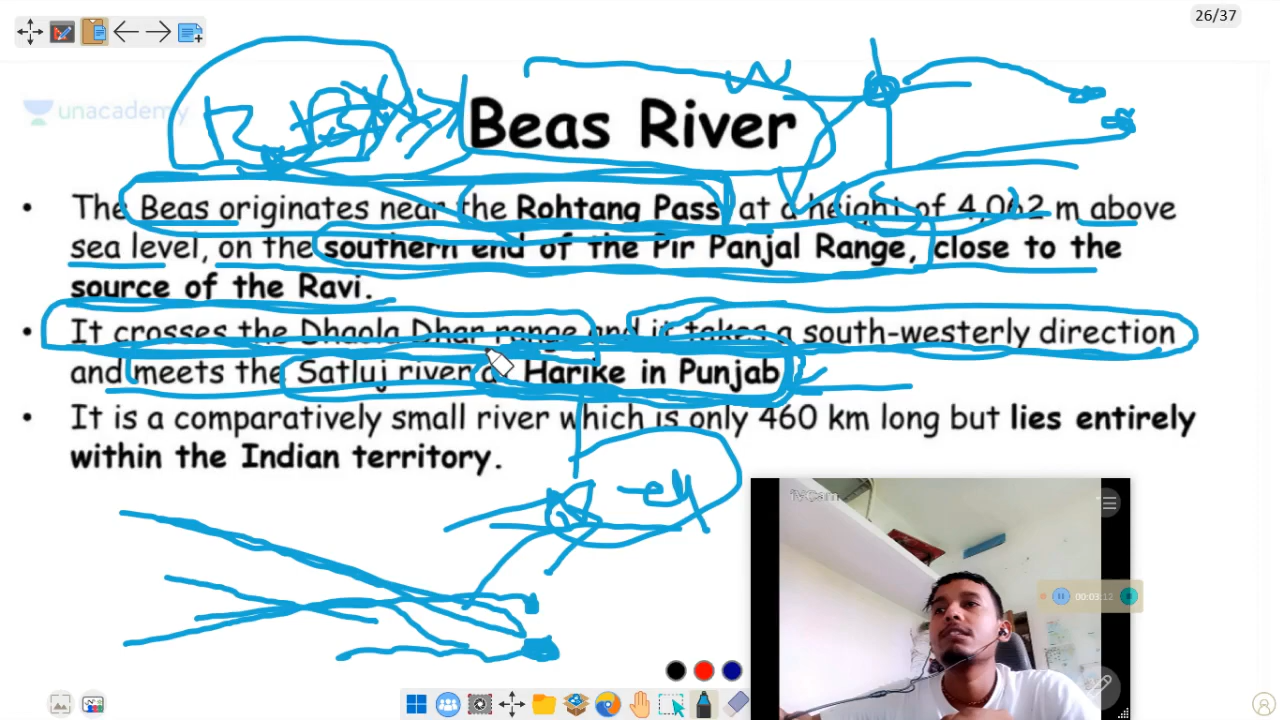 26/37
unacademy
Beas River
• The Beas originates near the Rohtang Pass, at a height of 4,062 m above
sea level, on the southern end of the Pir Panjal Range, close to the
source of the Ravi.
• It crosses the Dhaola Dhar range and it takes a south-westerly direction
and meets the Satluj river at Harike in Punjab
• It is a comparatively small river which is only 460 km long but lies entirely
within the Indian territory.
00:03:12